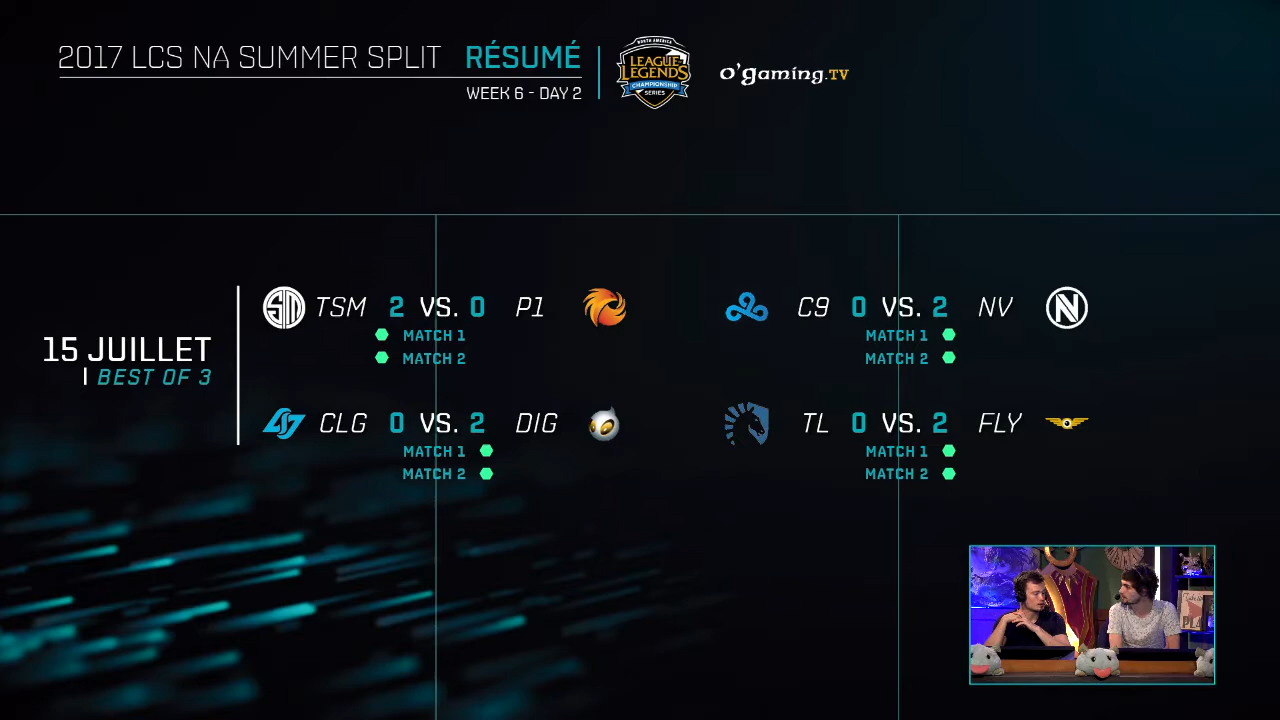 2017 LCS NA SUMMER SPLIT RÉSUMÉ
WEEK 6 - DAY 2
NORTH AMERICA
LEAGUE
LEGENDS
CHAMPIONSHIP
SERIES
O'Gaming.TV
15 JUILLET
BEST OF 3
TSM 2 VS. 0 P1
MATCH 1
MATCH 2
C9 0 VS. 2 NV
MATCH 1
MATCH 2
CLG 0 VS. 2 DIG
MATCH 1
MATCH 2
TL 0 VS. 2 FLY
MATCH 1
MATCH 2